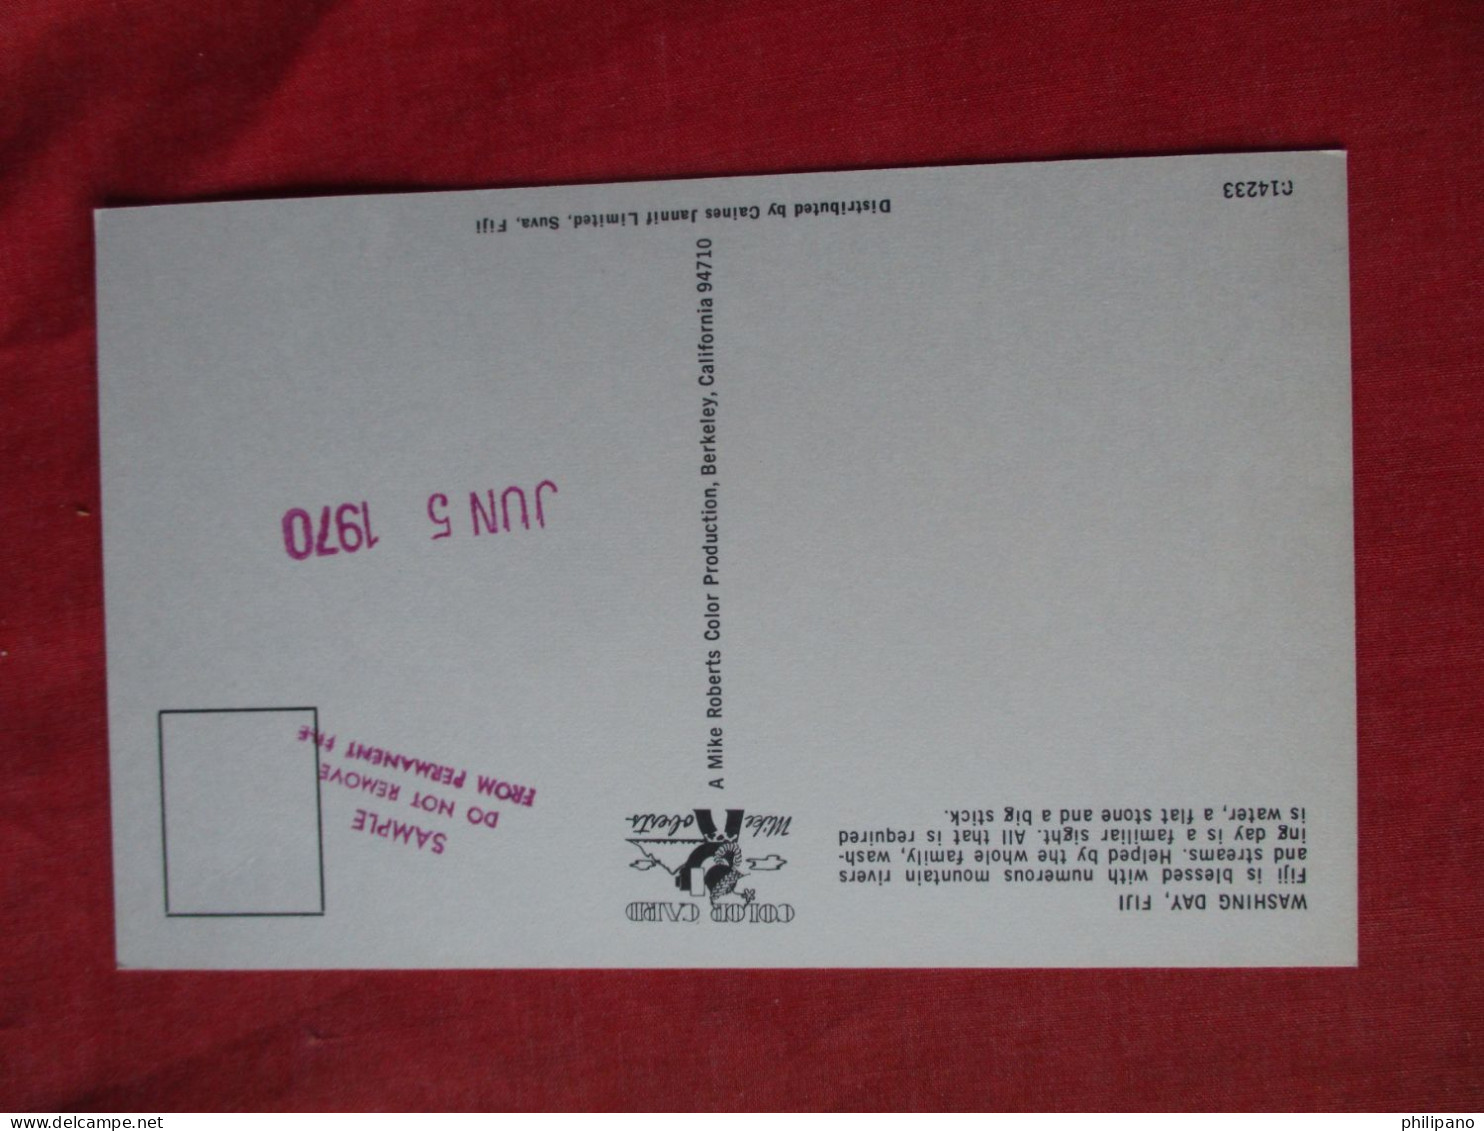 WASHING DAY, FIJI
Fiji is blessed with numerous mountain rivers
and streams. Helped by the whole family, wash-
ing day is a familiar sight. All that is required
is water, a flat stone and a big stick.
COLOR CARD
Mike Roberts
SAMPLE
DO NOT REMOVE
FROM PERMANENT FILE
A Mike Roberts Color Production, Berkeley, California 94710
JUN 5 1970
C14233
Distributed by Caines Jannif Limited, Suva, Fiji
www.delcampe.net
philipano